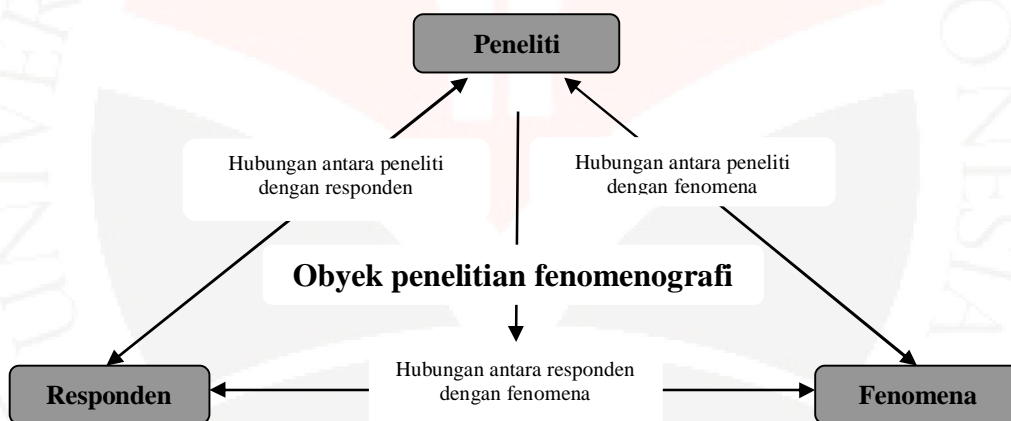 Peneliti
Hubungan antara peneliti
dengan responden
Hubungan antara peneliti
dengan fenomena
Obyek penelitian fenomenografi
Hubungan antara responden
dengan fenomena
Responden
Fenomena